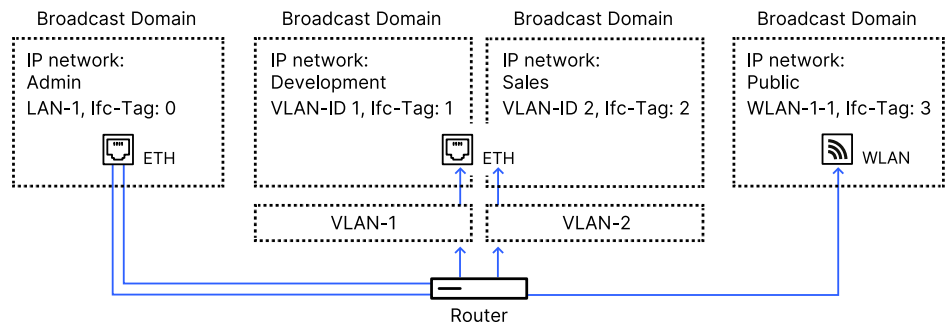 Broadcast Domain
IP network:
Admin
LAN-1, Ifc-Tag: 0
ETH
Broadcast Domain
IP network:
Development
VLAN-ID 1, Ifc-Tag: 1
ETH
Broadcast Domain
IP network:
Sales
VLAN-ID 2, Ifc-Tag: 2
Broadcast Domain
IP network:
Public
WLAN-1-1, Ifc-Tag: 3
WLAN
VLAN-1
VLAN-2
Router